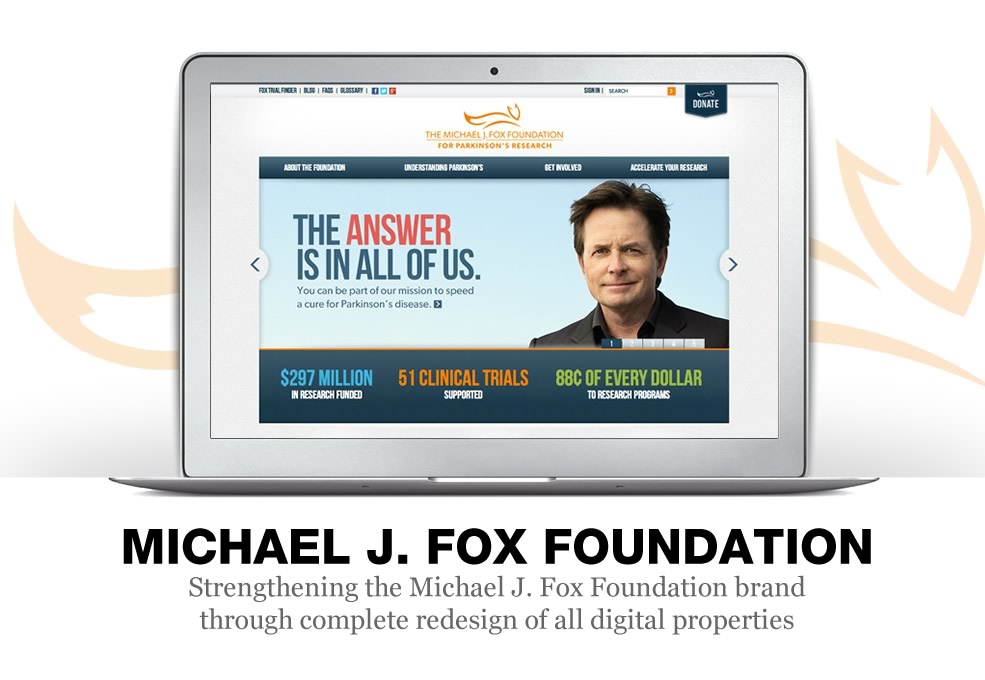 FOX TRIAL FINDER | BLOG | FAQS | GLOSSARY |
SIGN IN | SEARCH
DONATE
THE MICHAEL J. FOX FOUNDATION
FOR PARKINSON'S RESEARCH
ABOUT THE FOUNDATION UNDERSTANDING PARKINSON'S GET INVOLVED ACCELERATE YOUR RESEARCH
THE ANSWER
IS IN ALL OF US.
You can be part of our mission to speed
a cure for Parkinson's disease.
1 2 3 4 5
$297 MILLION 51 CLINICAL TRIALS 88¢ OF EVERY DOLLAR
IN RESEARCH FUNDED SUPPORTED TO RESEARCH PROGRAMS
MICHAEL J. FOX FOUNDATION
Strengthening the Michael J. Fox Foundation brand
through complete redesign of all digital properties